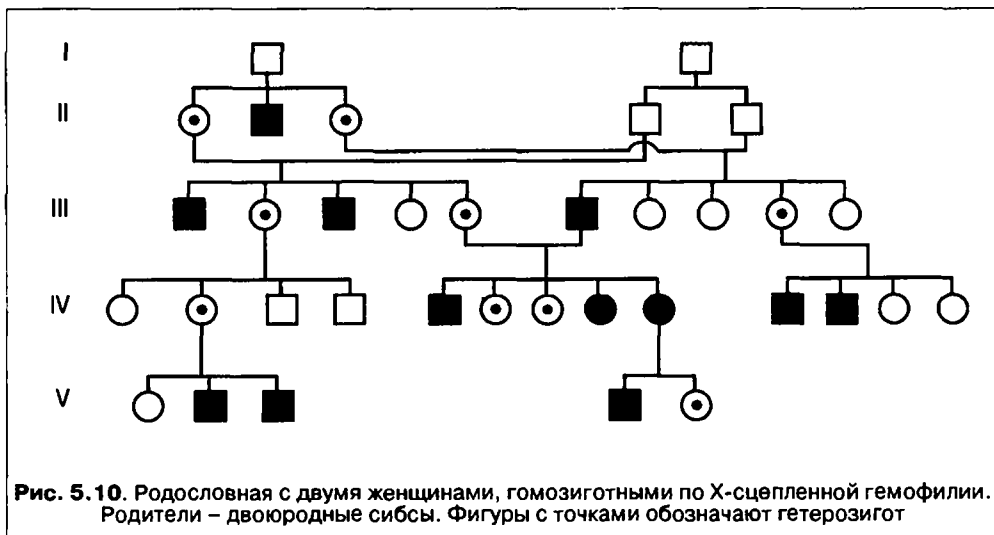 I
II
III
IV
V
Рис. 5.10. Родословная с двумя женщинами, гомозиготными по Х-сцепленной гемофилии.
Родители – двоюродные сибсы. Фигуры с точками обозначают гетерозигот